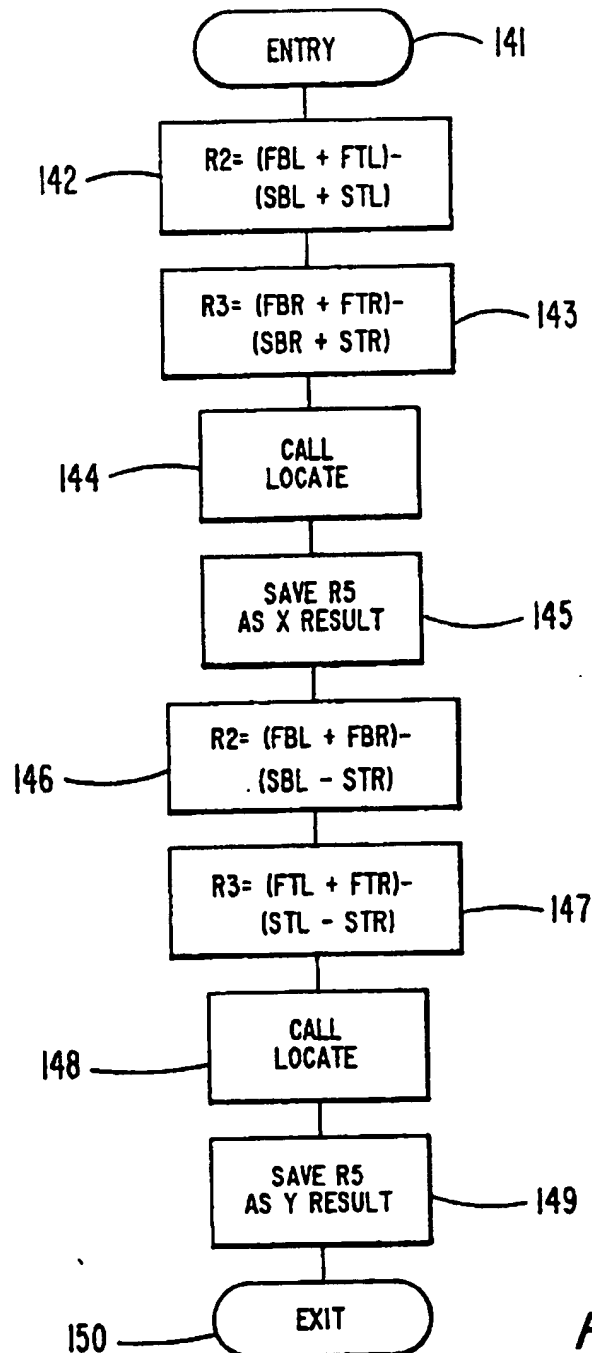 ENTRY
141
142
R2= (FBL + FTL)-
(SBL + STL)
R3= (FBR + FTR)-
(SBR + STR)
143
144
CALL
LOCATE
SAVE R5
AS X RESULT
145
146
R2= (FBL + FBR)-
(SBL - STR)
R3= (FTL + FTR)-
(STL - STR)
147
148
CALL
LOCATE
SAVE R5
AS Y RESULT
149
150
EXIT